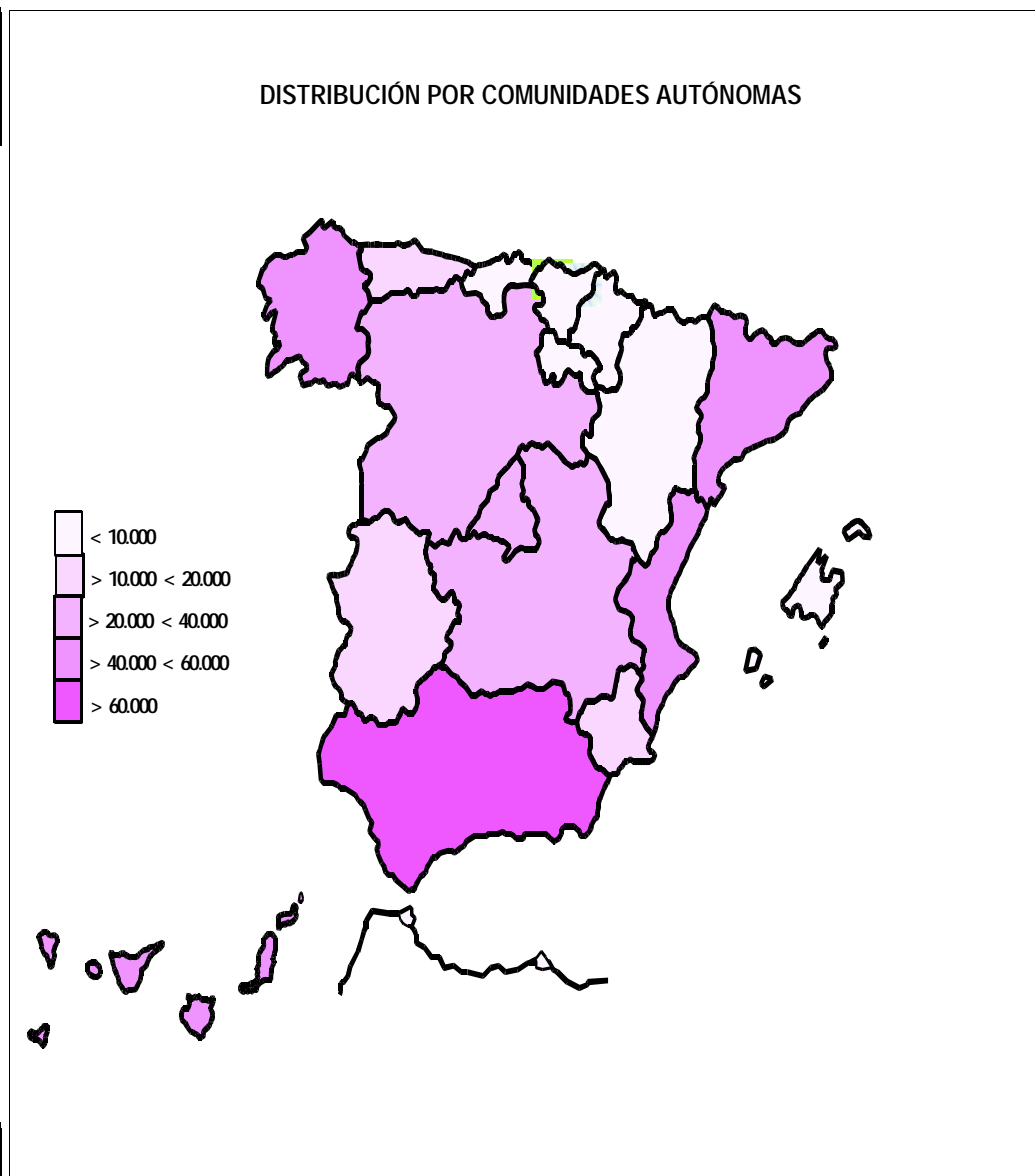 DISTRIBUCIÓN POR COMUNIDADES AUTÓNOMAS
< 10.000
> 10.000 < 20.000
> 20.000 < 40.000
> 40.000 < 60.000
> 60.000